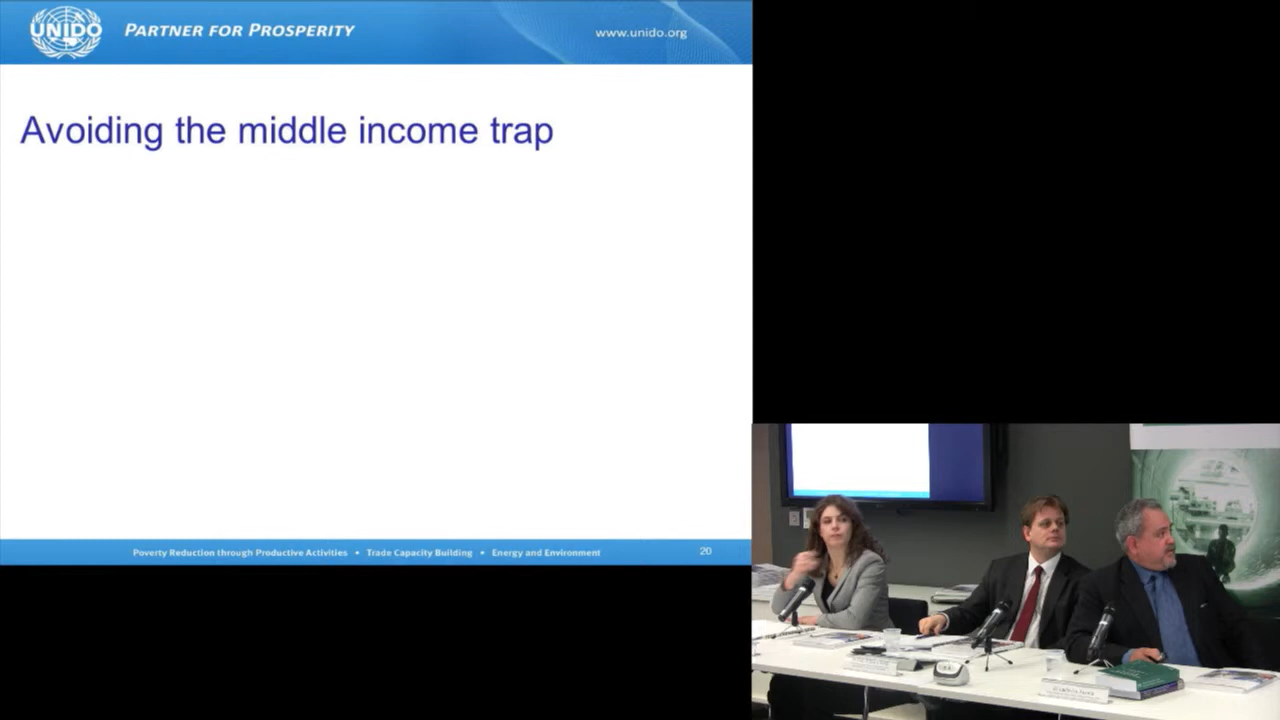 UNIDO
PARTNER FOR PROSPERITY
www.unido.org
Avoiding the middle income trap
Poverty Reduction through Productive Activities • Trade Capacity Building • Energy and Environment
20